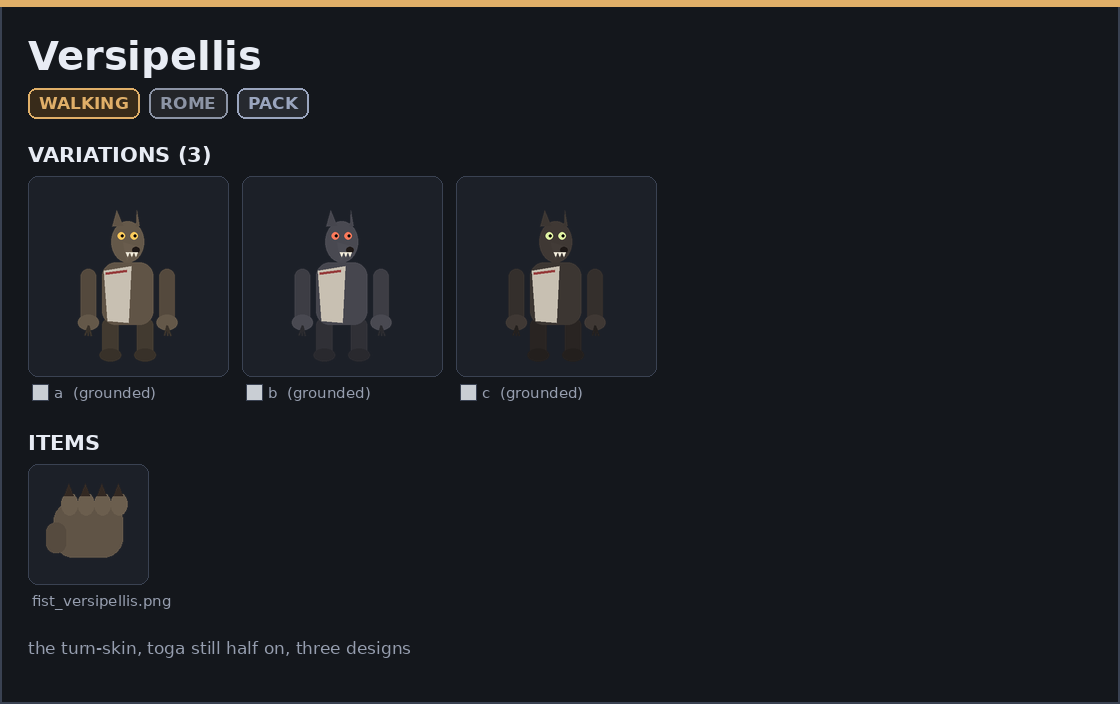 Versipellis
WALKING ROME PACK
VARIATIONS (3)
a (grounded) b (grounded) c (grounded)
ITEMS
fist_versipellis.png
the turn-skin, toga still half on, three designs